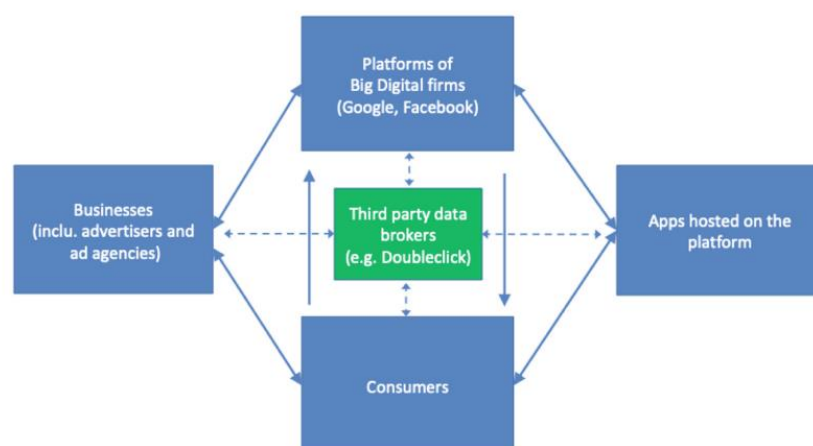 Platforms of
Big Digital firms
(Google, Facebook)
Businesses
(inclu. advertisers and
ad agencies)
Third party data
brokers
(e.g. Doubleclick)
Apps hosted on the
platform
Consumers